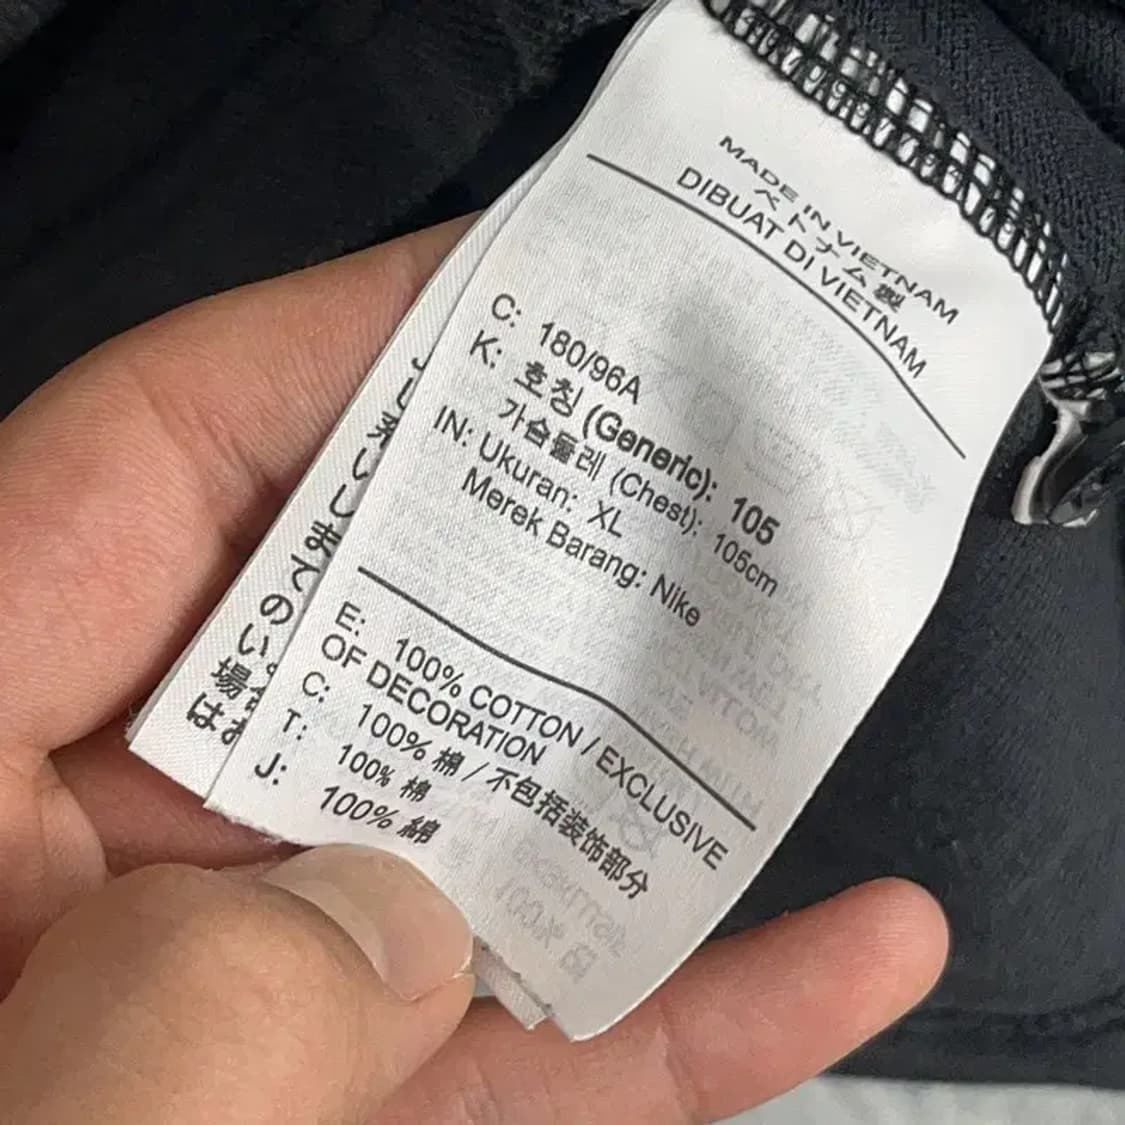 MADE IN VIETNAM
ベトナム製
DIBUAT DI VIETNAM
C: 180/96A
K: 호칭 (Generic): 105
가슴둘레 (Chest): 105cm
IN: Ukuran: XL
Merek Barang: Nike
E: 100% COTTON / EXCLUSIVE
OF DECORATION
C: 100% 棉 / 不包括装饰部分
T: 100% 棉
J: 100% 綿